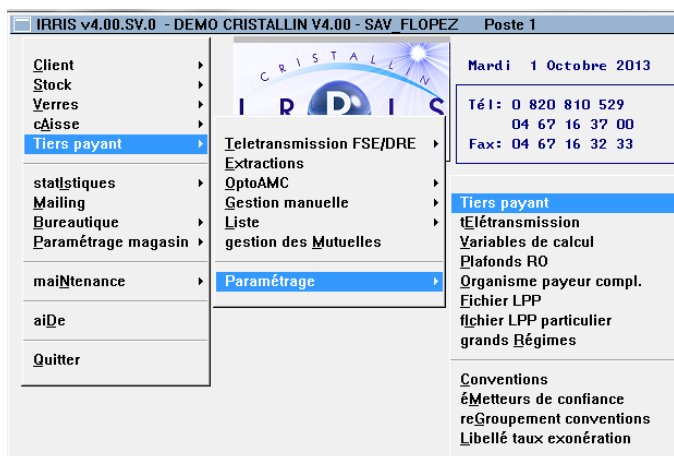 IRRIS v4.00.SV.0 - DEMO CRISTALLIN V4.00 - SAV_FLOPEZ Poste 1
Client
Stock
Verres
cAisse
Tiers payant
statIstiques
Mailing
Bureautique
Paramétrage magasin
maiNtenance
aiDe
Quitter
CRISTALLIN
Mardi 1 Octobre 2013
Tél: 0 820 810 529
04 67 16 37 00
Fax: 04 67 16 32 33
Teletransmission FSE/DRE
Extractions
OptoAMC
Gestion manuelle
Liste
gestion des Mutuelles
Paramétrage
Tiers payant
tElétransmission
Variables de calcul
Plafonds RO
Organisme payeur compl.
Fichier LPP
fIchier LPP particulier
grands Régimes
Conventions
éMetteurs de confiance
reGroupement conventions
Libellé taux exonération